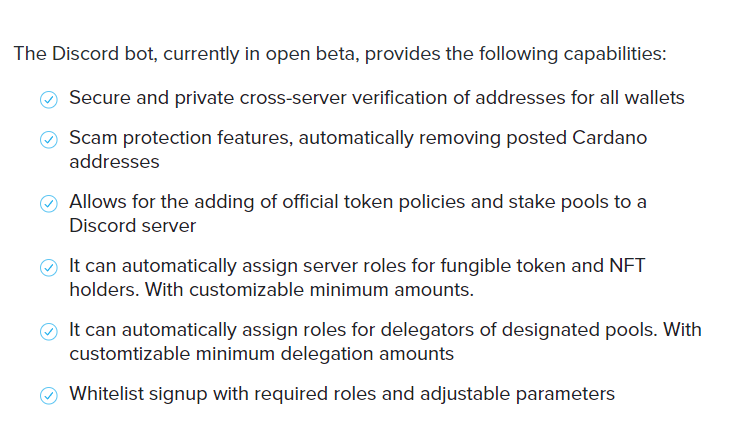 The Discord bot, currently in open beta, provides the following capabilities:
Secure and private cross-server verification of addresses for all wallets
Scam protection features, automatically removing posted Cardano
addresses
Allows for the adding of official token policies and stake pools to a
Discord server
It can automatically assign server roles for fungible token and NFT
holders. With customizable minimum amounts.
It can automatically assign roles for delegators of designated pools. With
customtizable minimum delegation amounts
Whitelist signup with required roles and adjustable parameters